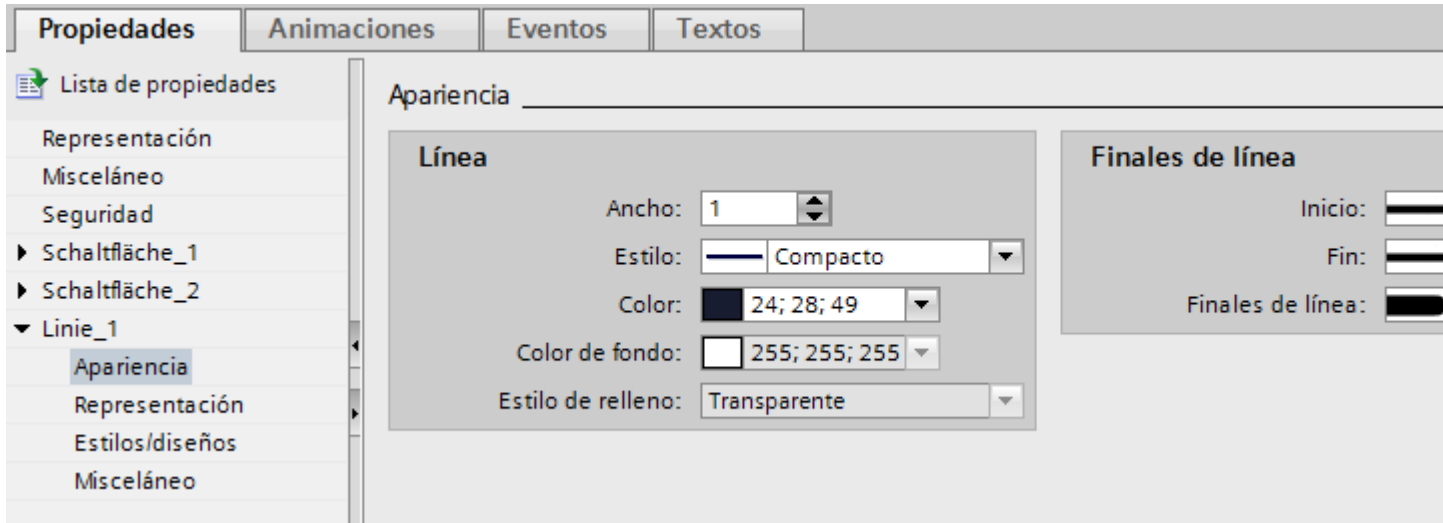 Propiedades Animaciones Eventos Textos
Lista de propiedades
Representación
Misceláneo
Seguridad
Schaltfläche_1
Schaltfläche_2
Linie_1
Apariencia
Representación
Estilos/diseños
Misceláneo
Apariencia
Línea
Ancho: 1
Estilo: Compacto
Color: 24; 28; 49
Color de fondo: 255; 255; 255
Estilo de relleno: Transparente
Finales de línea
Inicio:
Fin:
Finales de línea: